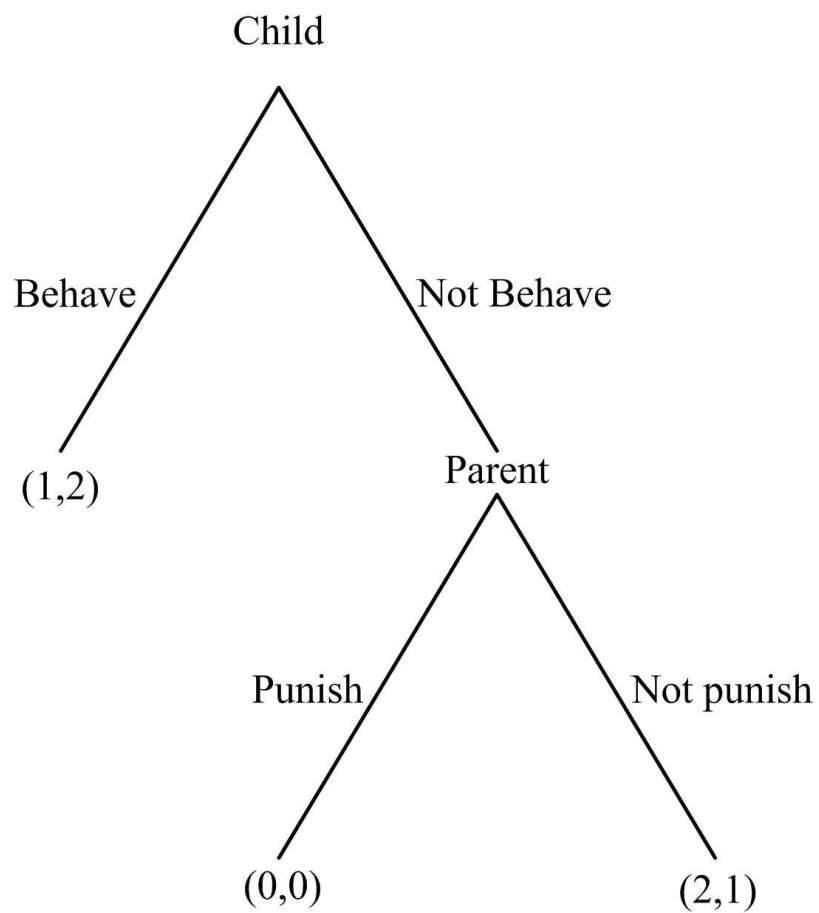 Child
Behave
Not Behave
(1,2)
Parent
Punish
Not punish
(0,0)
(2,1)